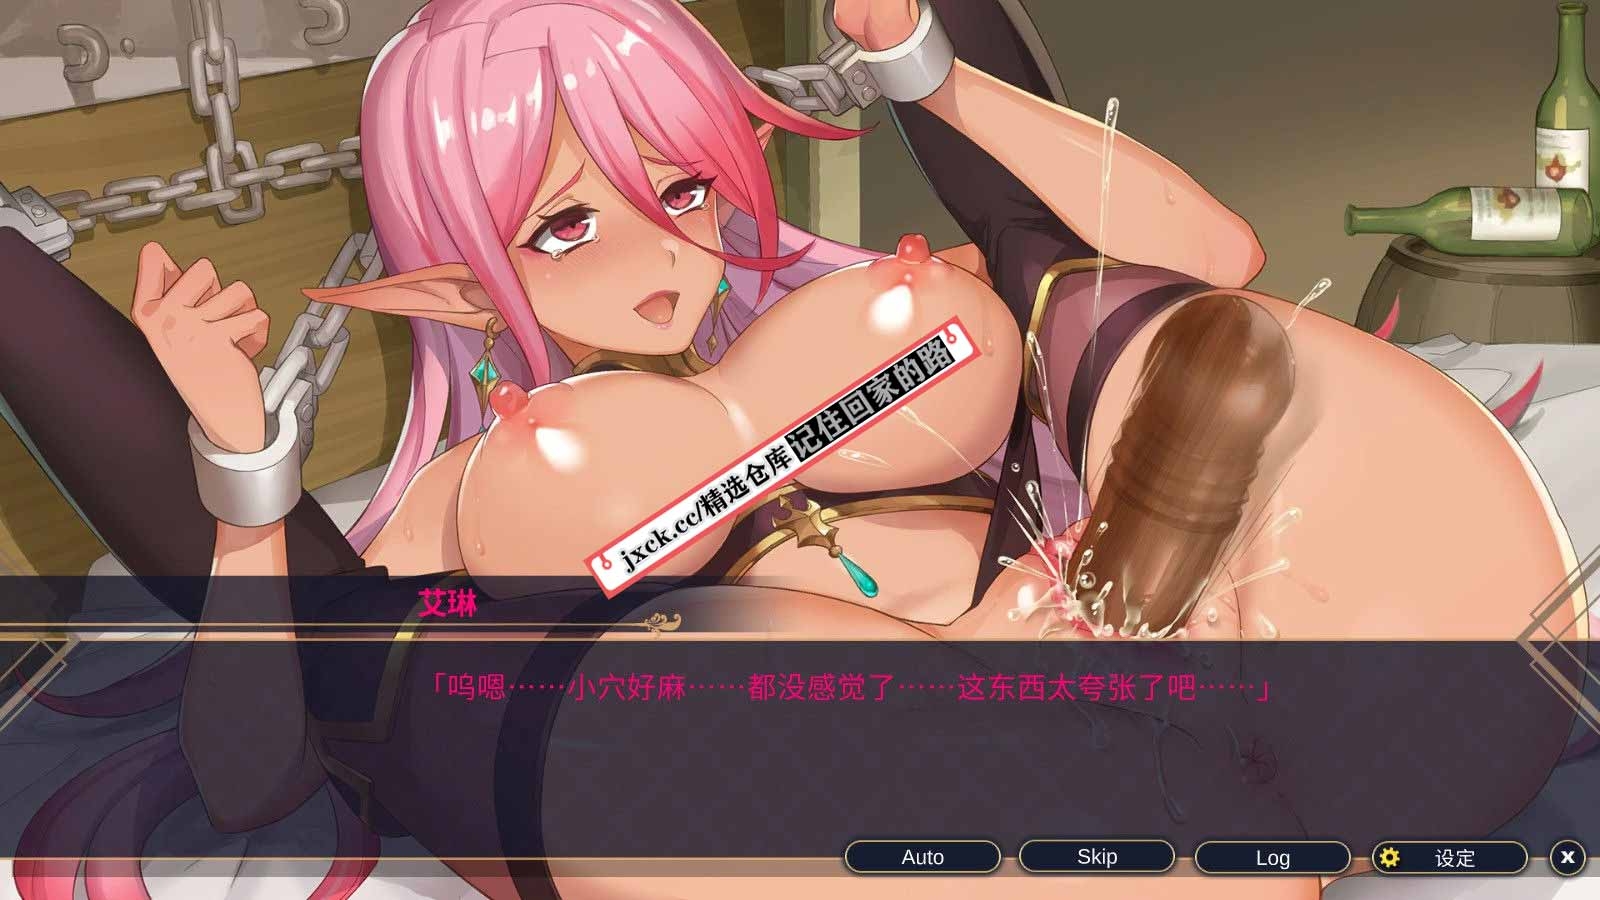 jxck.cc/精选仓库 记住回家的路
艾琳
「呜嗯……小穴好麻……都没感觉了……这东西太夸张了吧……」
Auto
Skip
Log
设定
X